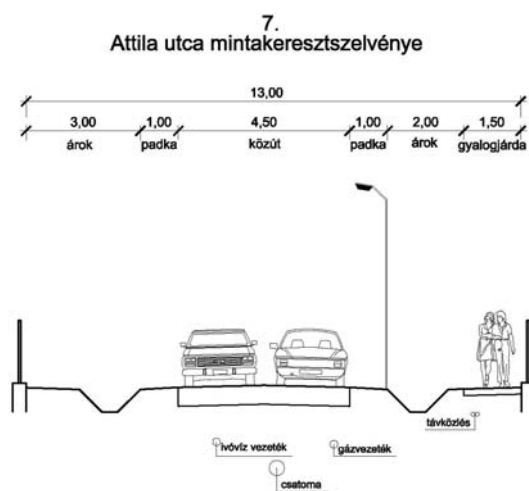 7.
Attila utca mintakeresztszelvénye
13,00
3,00 1,00 4,50 1,00 2,00 1,50
árok padka közút padka árok gyalogjárda
távközlés
ivóvíz vezeték gázvezeték
csatorna